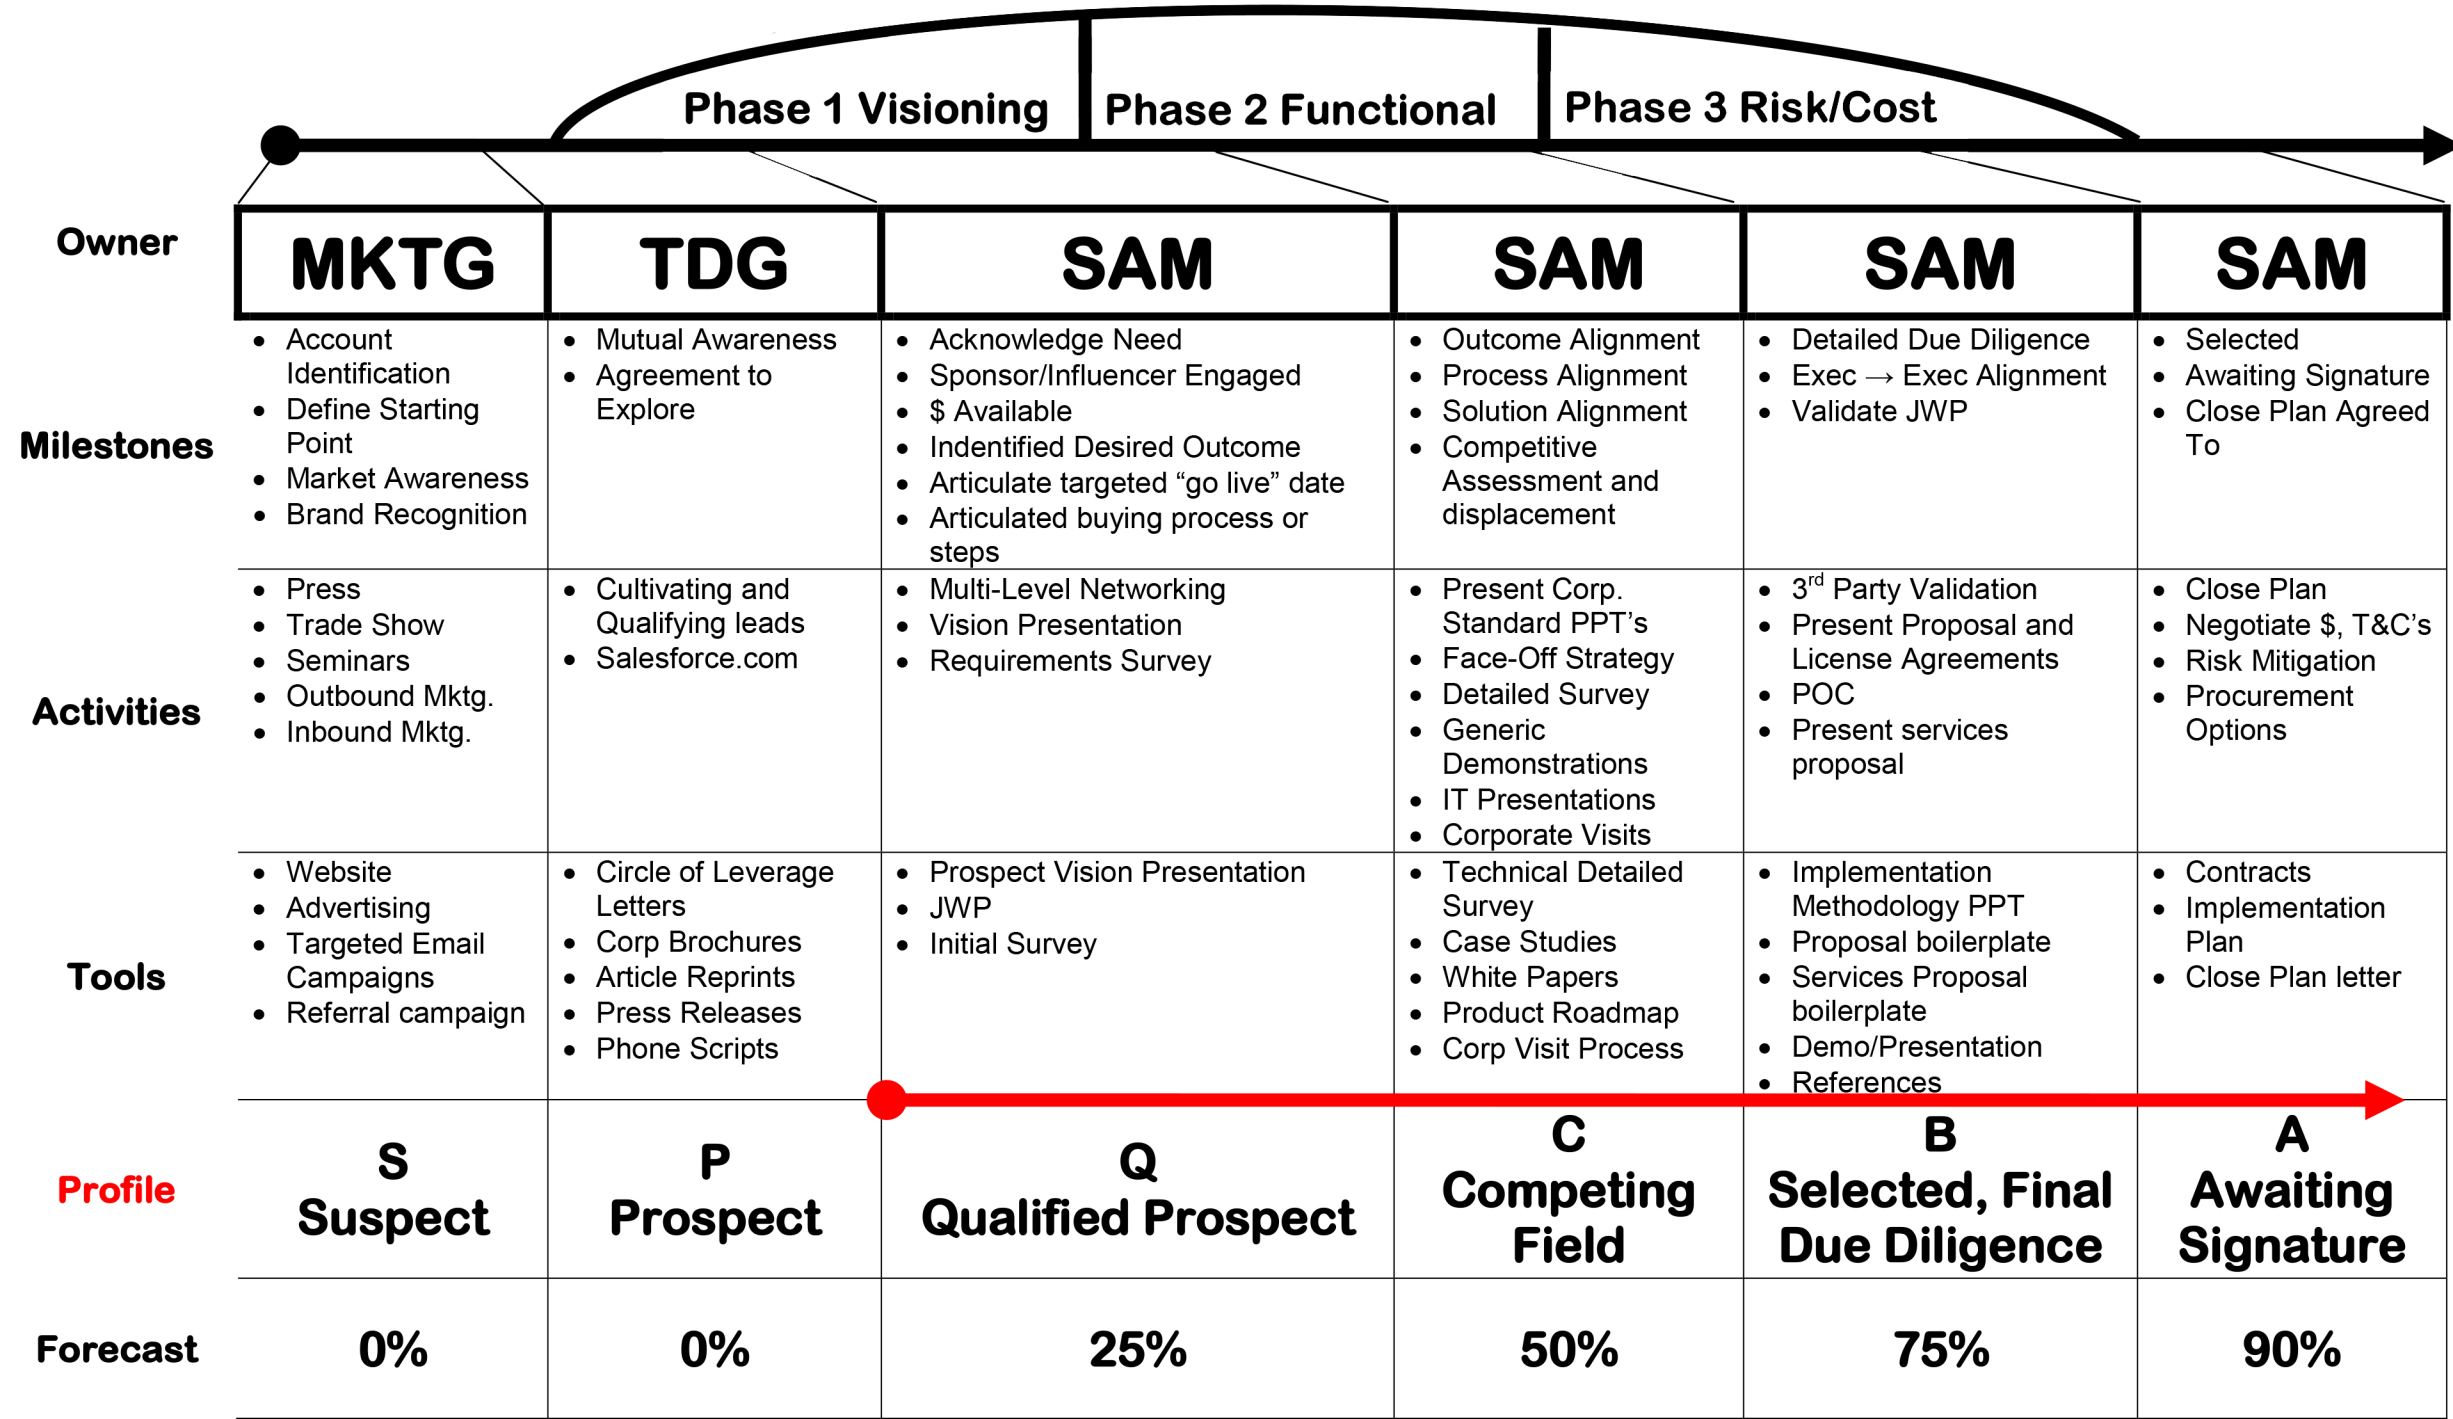 Phase 1 Visioning
Phase 2 Functional
Phase 3 Risk/Cost
Owner
MKTG
TDG
SAM
SAM
SAM
SAM
Milestones
• Account
Identification
• Define Starting
Point
• Market Awareness
• Brand Recognition
• Mutual Awareness
• Agreement to
Explore
• Acknowledge Need
• Sponsor/Influencer Engaged
• $ Available
• Indentified Desired Outcome
• Articulate targeted “go live” date
• Articulated buying process or
steps
• Outcome Alignment
• Process Alignment
• Solution Alignment
• Competitive
Assessment and
displacement
• Detailed Due Diligence
• Exec → Exec Alignment
• Validate JWP
• Selected
• Awaiting Signature
• Close Plan Agreed
To
Activities
• Press
• Trade Show
• Seminars
• Outbound Mktg.
• Inbound Mktg.
• Cultivating and
Qualifying leads
• Salesforce.com
• Multi-Level Networking
• Vision Presentation
• Requirements Survey
• Present Corp.
Standard PPT’s
• Face-Off Strategy
• Detailed Survey
• Generic
Demonstrations
• IT Presentations
• Corporate Visits
• 3rd Party Validation
• Present Proposal and
License Agreements
• POC
• Present services
proposal
• Close Plan
• Negotiate $, T&C’s
• Risk Mitigation
• Procurement
Options
Tools
• Website
• Advertising
• Targeted Email
Campaigns
• Referral campaign
• Circle of Leverage
Letters
• Corp Brochures
• Article Reprints
• Press Releases
• Phone Scripts
• Prospect Vision Presentation
• JWP
• Initial Survey
• Technical Detailed
Survey
• Case Studies
• White Papers
• Product Roadmap
• Corp Visit Process
• Implementation
Methodology PPT
• Proposal boilerplate
• Services Proposal
boilerplate
• Demo/Presentation
• References
• Contracts
• Implementation
Plan
• Close Plan letter
Profile
S
Suspect
P
Prospect
Q
Qualified Prospect
C
Competing
Field
B
Selected, Final
Due Diligence
A
Awaiting
Signature
Forecast
0%
0%
25%
50%
75%
90%